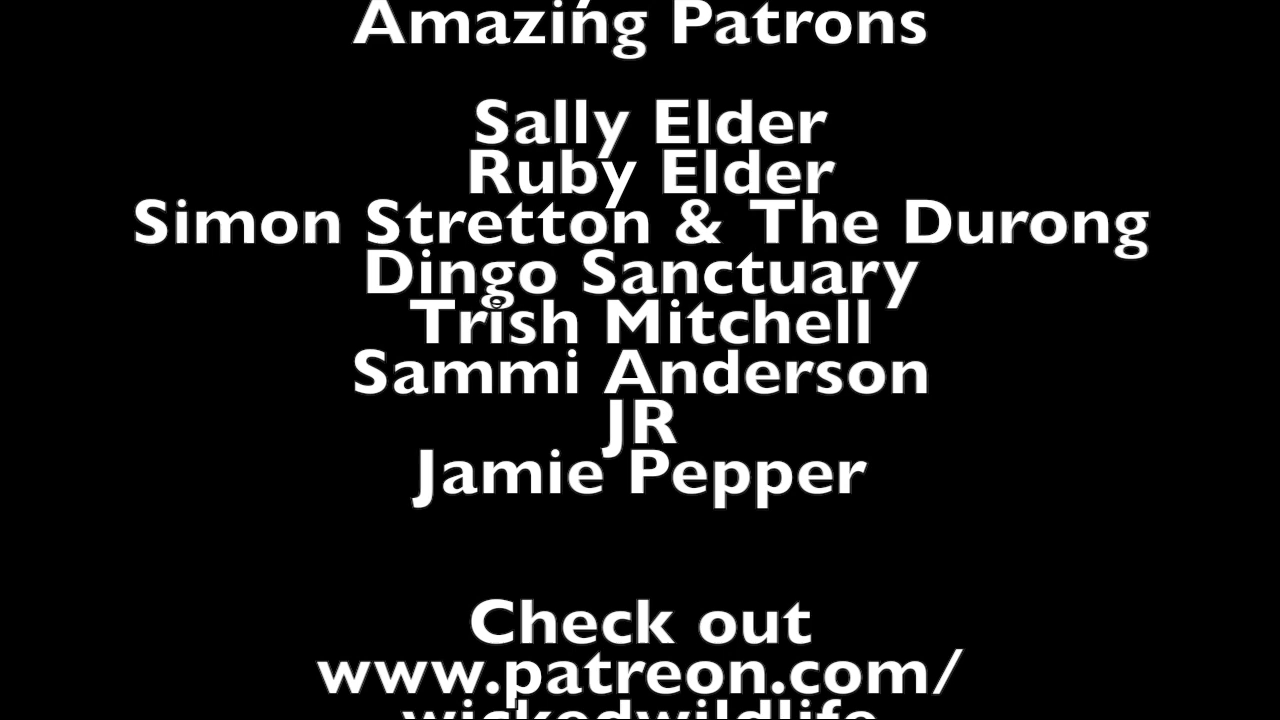 Amazing Patrons
Sally Elder
Ruby Elder
Simon Stretton & The Durong
Dingo Sanctuary
Trish Mitchell
Sammi Anderson
JR
Jamie Pepper
Check out
www.patreon.com/
wickedwildlife